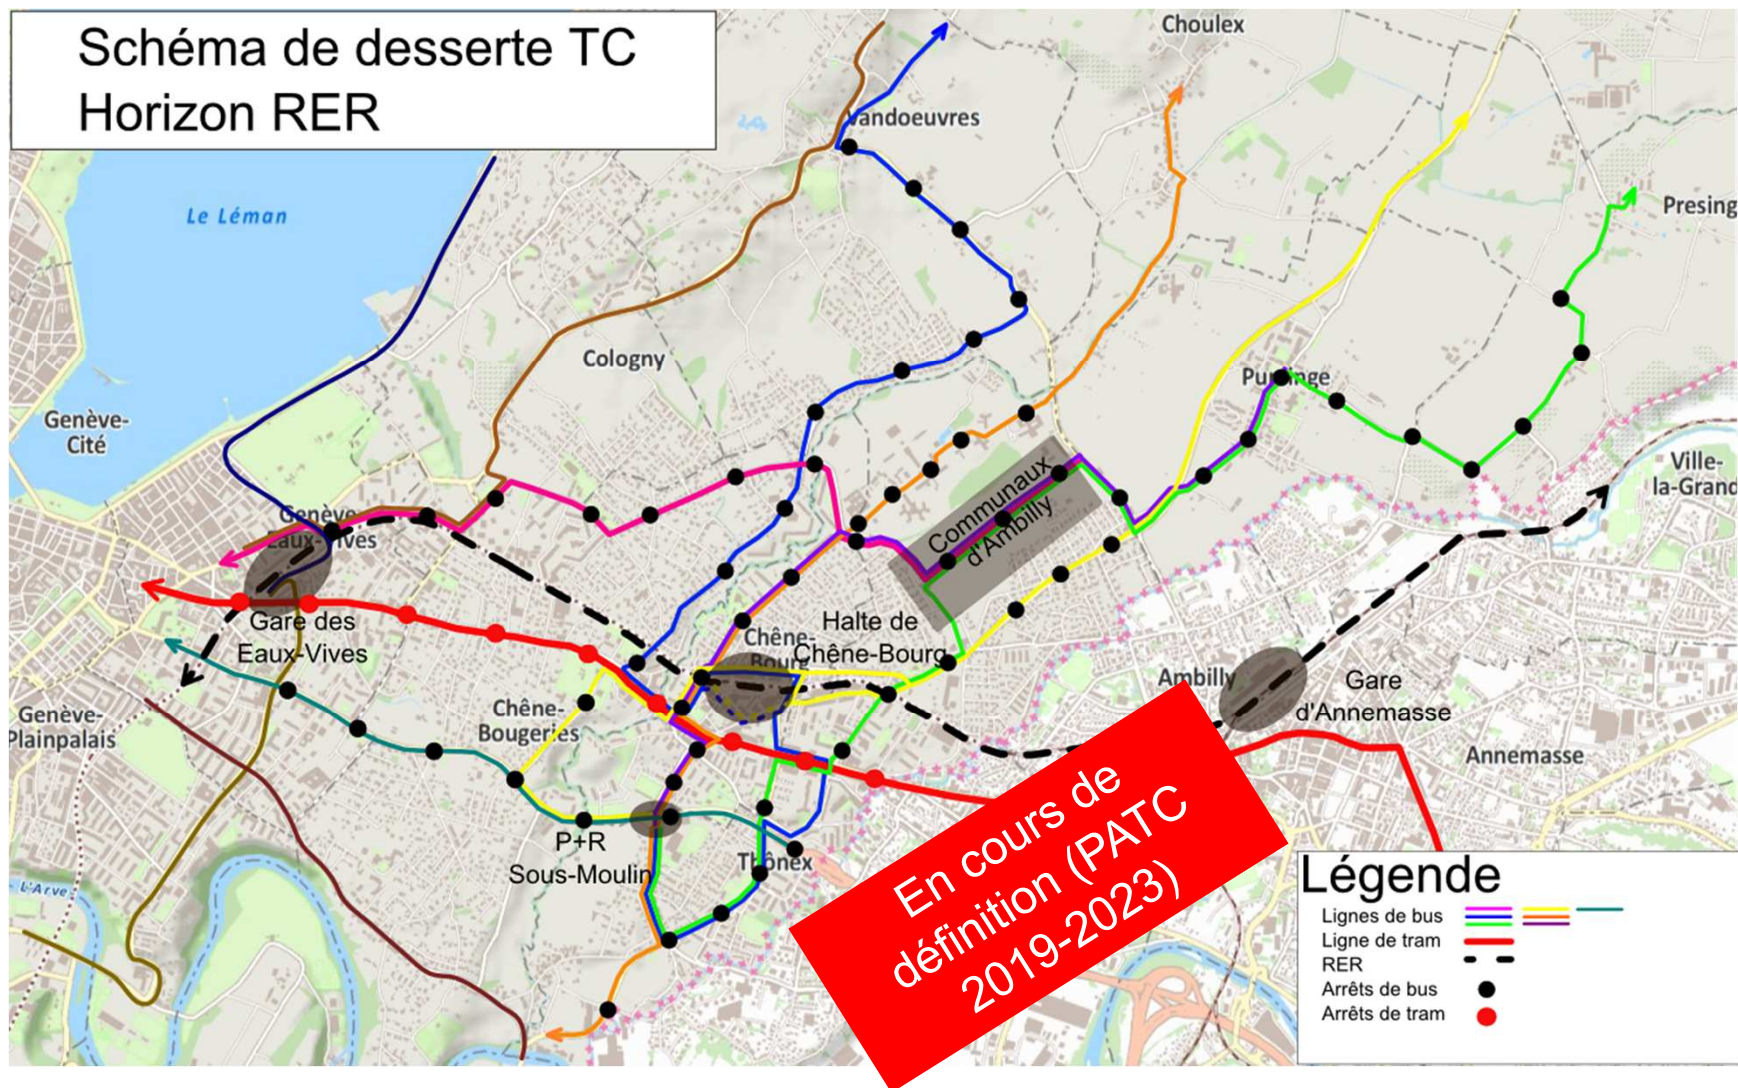 Schéma de desserte TC
Horizon RER
Choulex
Vandoeuvres
Le Léman
Presing
Cologny
Genève-
Cité
Ville-
la-Grand
Communaux
d'Ambilly
Gare des
Eaux-Vives
Chêne-
Bourg
Halte de
Chêne-Bourg
Chêne-
Bougeries
Genève-
Plainpalais
Ambilly
Gare
d'Annemasse
Annemasse
P+R
Sous-Moulin
Thônex
L'Arve
En cours de
définition (PATC
2019-2023)
Légende
Lignes de bus
Ligne de tram
RER
Arrêts de bus
Arrêts de tram